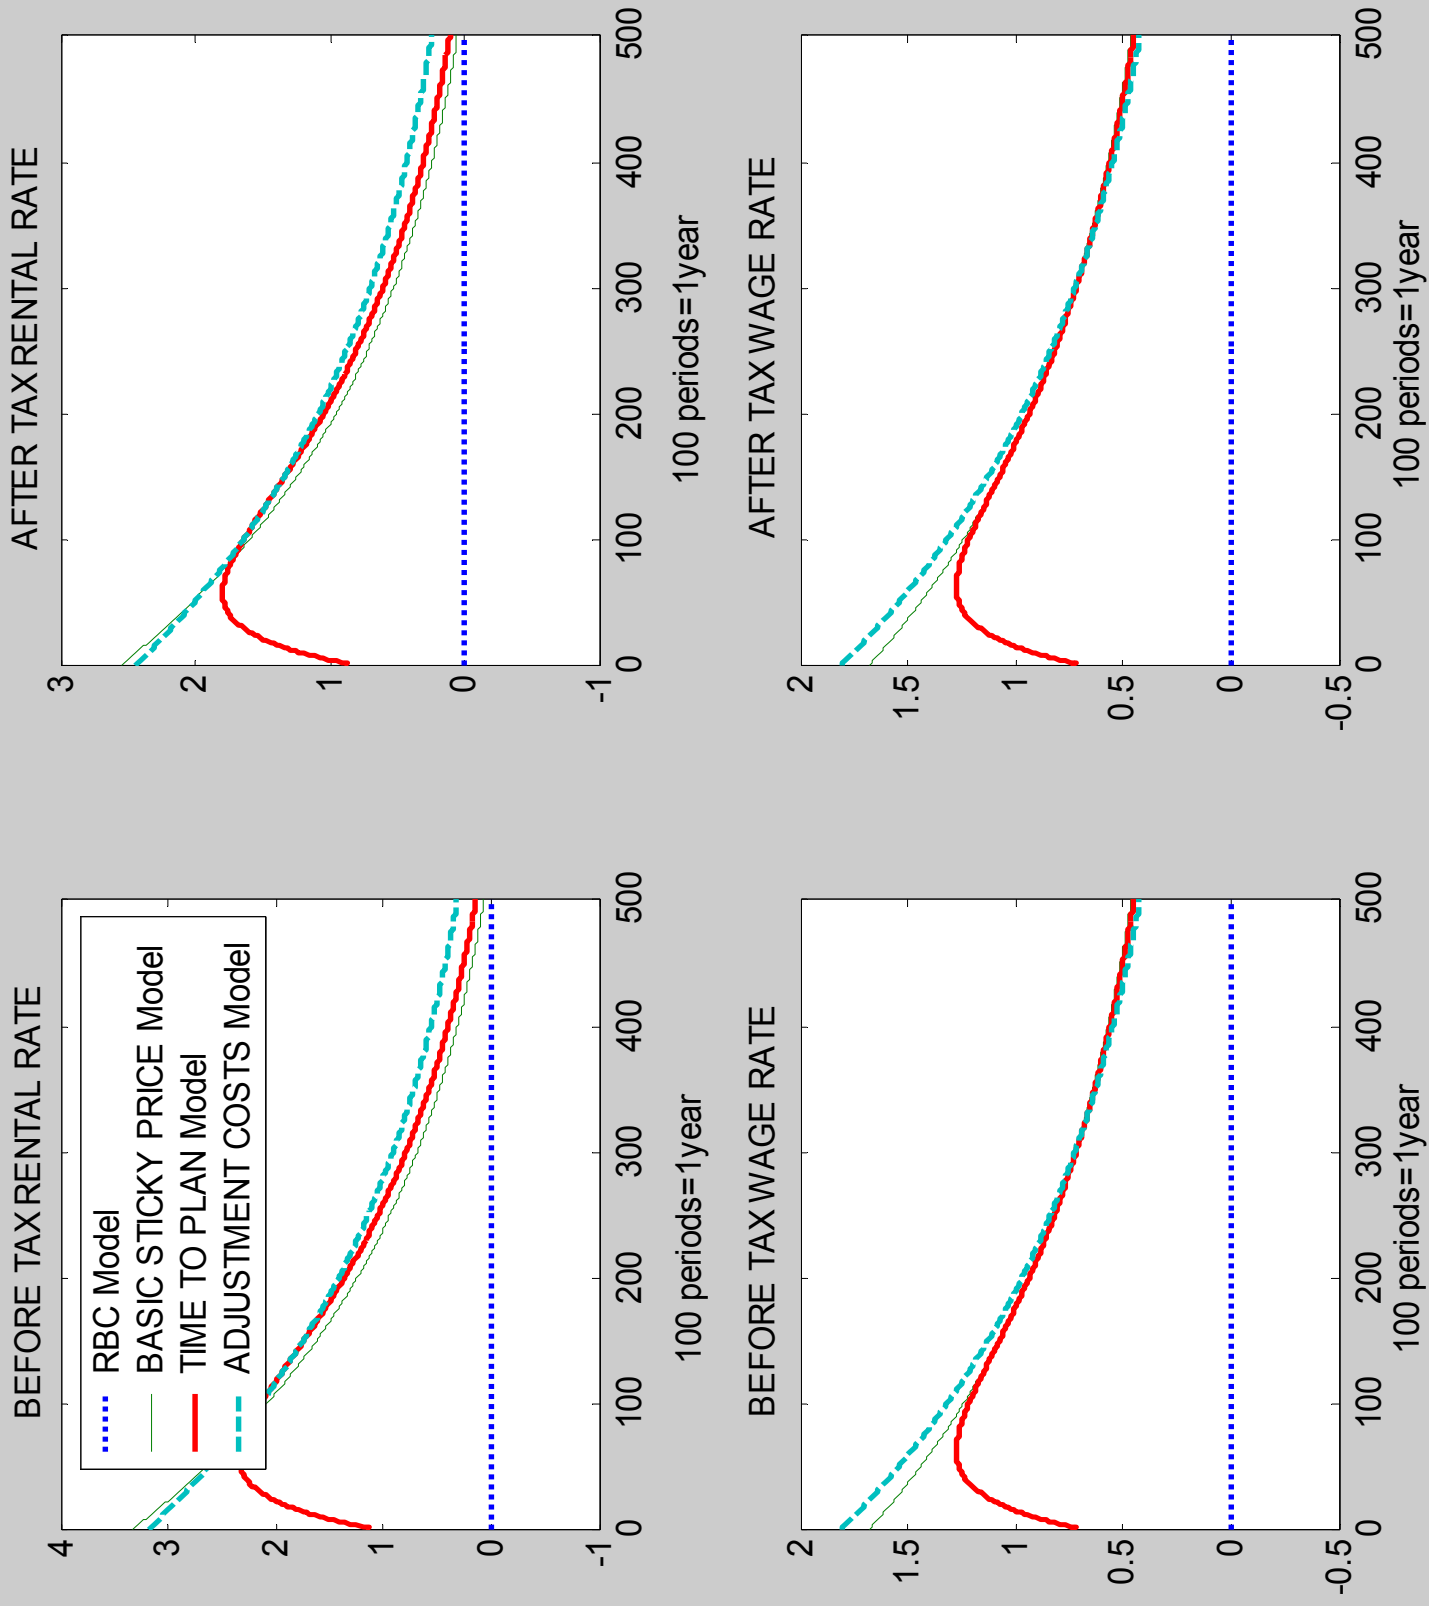 BEFORE TAX RENTAL RATE
4
3
2
1
0
-1
RBC Model
BASIC STICKY PRICE Model
TIME TO PLAN Model
ADJUSTMENT COSTS Model
0 100 200 300 400 500
100 periods=1year
AFTER TAX RENTAL RATE
3
2
1
0
-1
0 100 200 300 400 500
100 periods=1year
BEFORE TAX WAGE RATE
2
1.5
1
0.5
0
-0.5
0 100 200 300 400 500
100 periods=1year
AFTER TAX WAGE RATE
2
1.5
1
0.5
0
-0.5
0 100 200 300 400 500
100 periods=1year